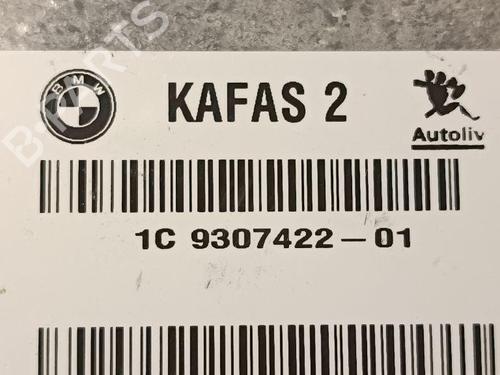 BMW
KAFAS 2
Autoliv
1C 9307422-01